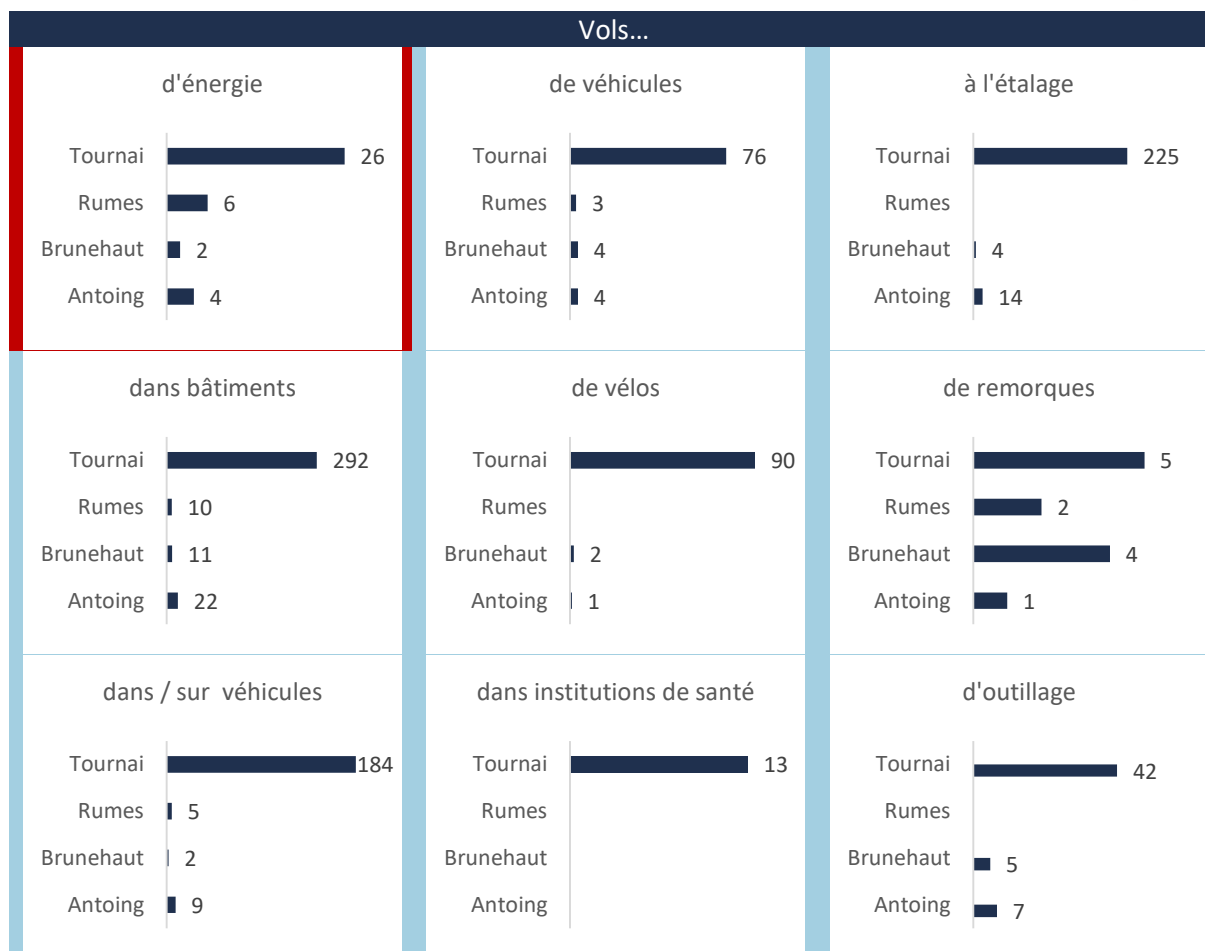 Vols...
d'énergie
Tournai 26
Rumes 6
Brunehaut 2
Antoing 4
de véhicules
Tournai 76
Rumes 3
Brunehaut 4
Antoing 4
à l'étalage
Tournai 225
Rumes
Brunehaut 4
Antoing 14
dans bâtiments
Tournai 292
Rumes 10
Brunehaut 11
Antoing 22
de vélos
Tournai 90
Rumes
Brunehaut 2
Antoing 1
de remorques
Tournai 5
Rumes 2
Brunehaut 4
Antoing 1
dans / sur véhicules
Tournai 184
Rumes 5
Brunehaut 2
Antoing 9
dans institutions de santé
Tournai 13
Rumes
Brunehaut
Antoing
d'outillage
Tournai 42
Rumes
Brunehaut 5
Antoing 7